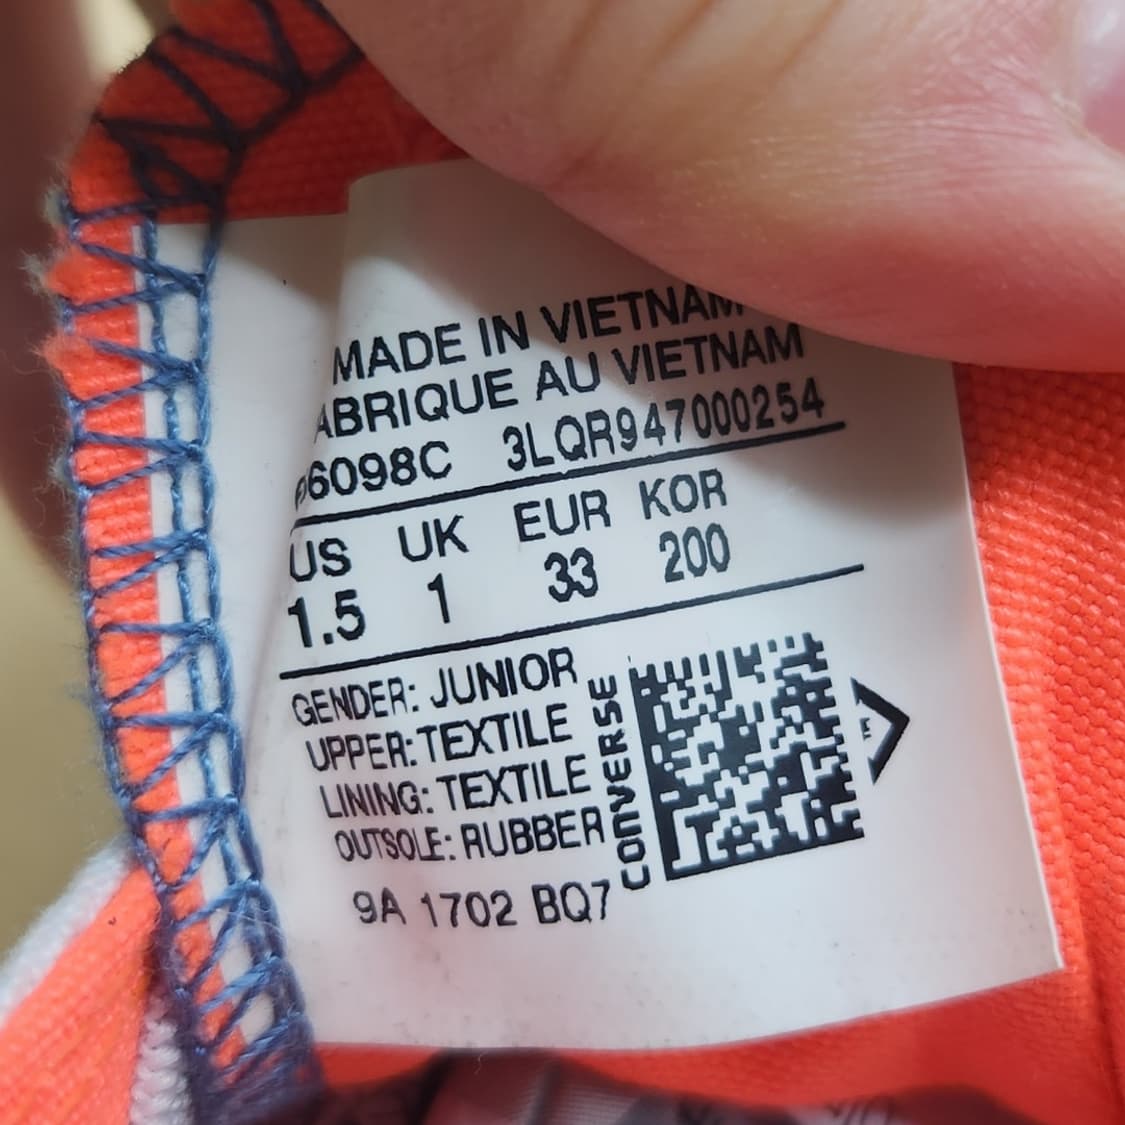 MADE IN VIETNAM
ABRIQUE AU VIETNAM
6098C 3LQR947000254
US UK EUR KOR
1.5 1 33 200
GENDER: JUNIOR
UPPER: TEXTILE
LINING: TEXTILE
OUTSOLE: RUBBER
CONVERSE
9A 1702 BQ7